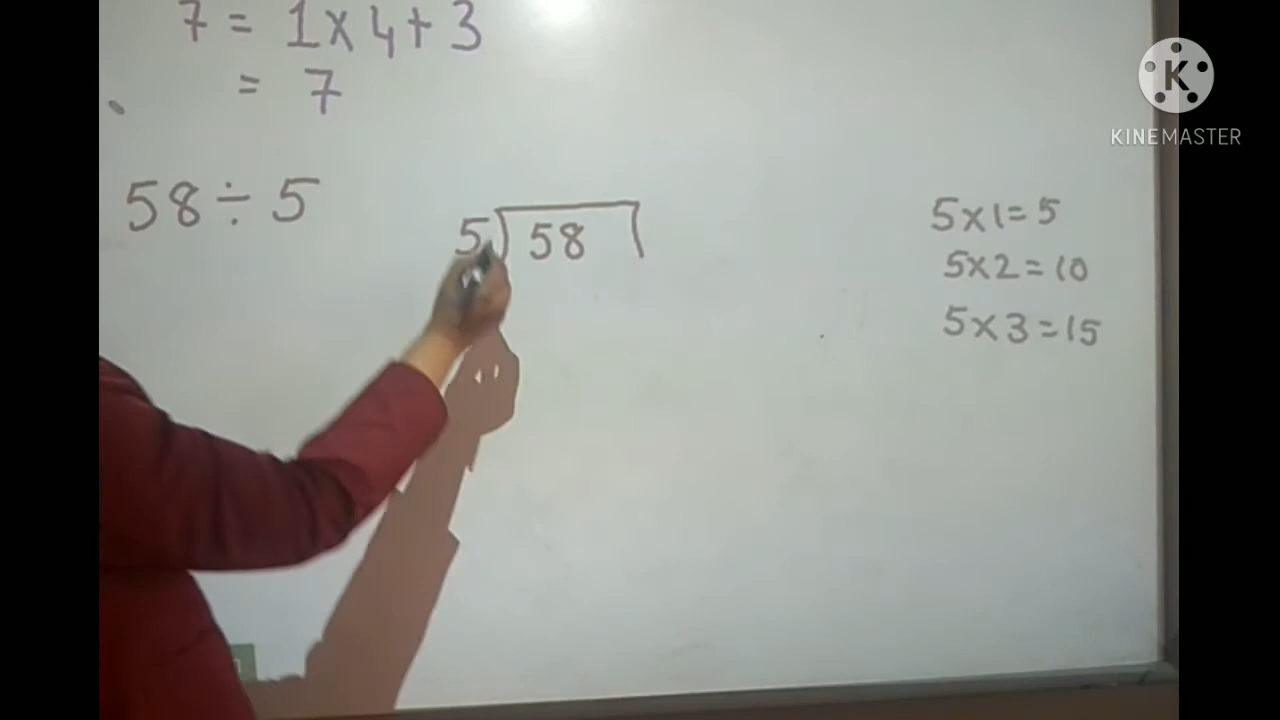 7 = 1 x 4 + 3
= 7
58 ÷ 5
5 58
5 x 1 = 5
5 x 2 = 10
5 x 3 = 15
K
KINEMASTER